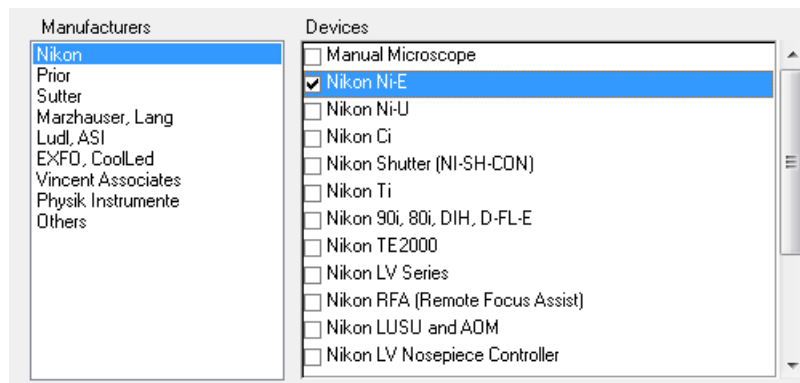 Manufacturers
Nikon
Prior
Sutter
Marzhauser, Lang
Ludl, ASI
EXFO, CoolLed
Vincent Associates
Physik Instrumente
Others
Devices
Manual Microscope
Nikon Ni-E
Nikon Ni-U
Nikon Ci
Nikon Shutter (NI-SH-CON)
Nikon Ti
Nikon 90i, 80i, DIH, D-FL-E
Nikon TE2000
Nikon LV Series
Nikon RFA (Remote Focus Assist)
Nikon LUSU and AOM
Nikon LV Nosepiece Controller